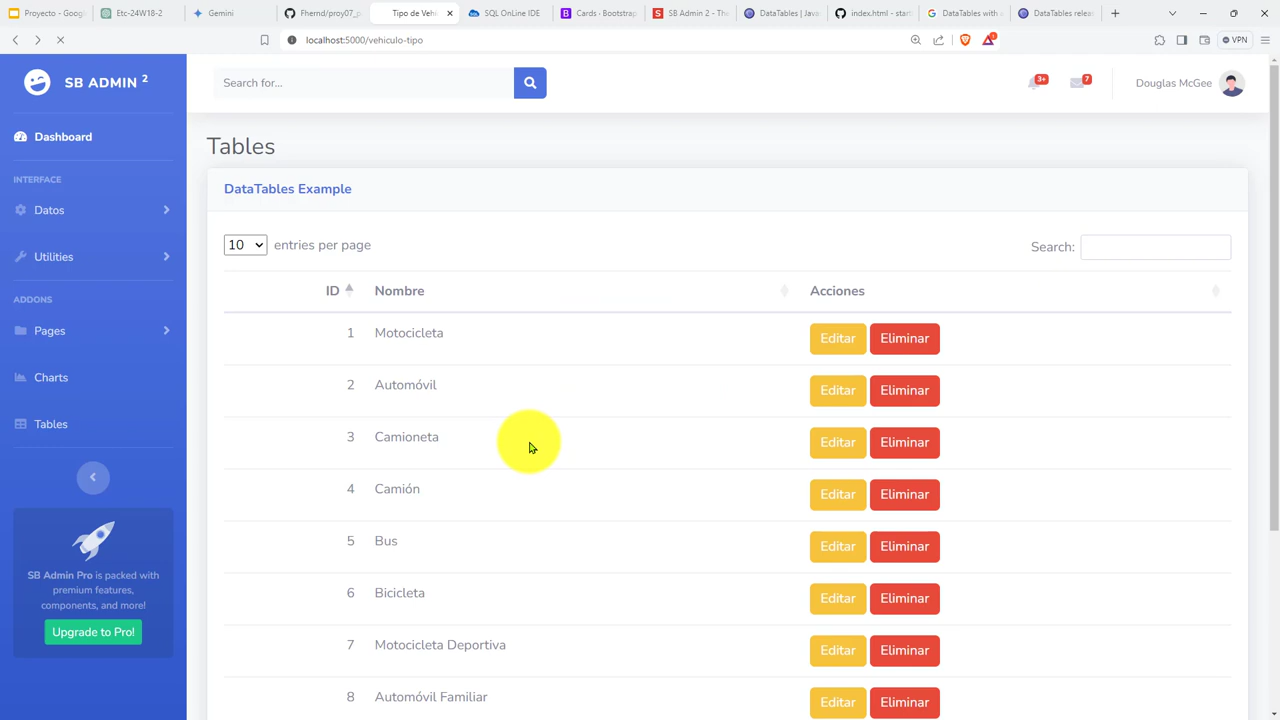 Proyecto - Goog
Etc-24W18-2
Gemini
Fhernd/proy07_p
Tipo de Vehí
SQL OnLine IDE
Cards · Bootstrap
SB Admin 2 - The
DataTables | Java
index.html - start
DataTables with a
DataTables relea
localhost:5000/vehiculo-tipo
VPN
SB ADMIN 2
Search for...
3+
7
Douglas McGee
Dashboard
INTERFACE
Datos
Utilities
ADDONS
Pages
Charts
Tables
SB Admin Pro is packed with
premium features,
components, and more!
Upgrade to Pro!
Tables
DataTables Example
10 entries per page
Search:
ID Nombre Acciones
1 Motocicleta Editar Eliminar
2 Automóvil Editar Eliminar
3 Camioneta Editar Eliminar
4 Camión Editar Eliminar
5 Bus Editar Eliminar
6 Bicicleta Editar Eliminar
7 Motocicleta Deportiva Editar Eliminar
8 Automóvil Familiar Editar Eliminar